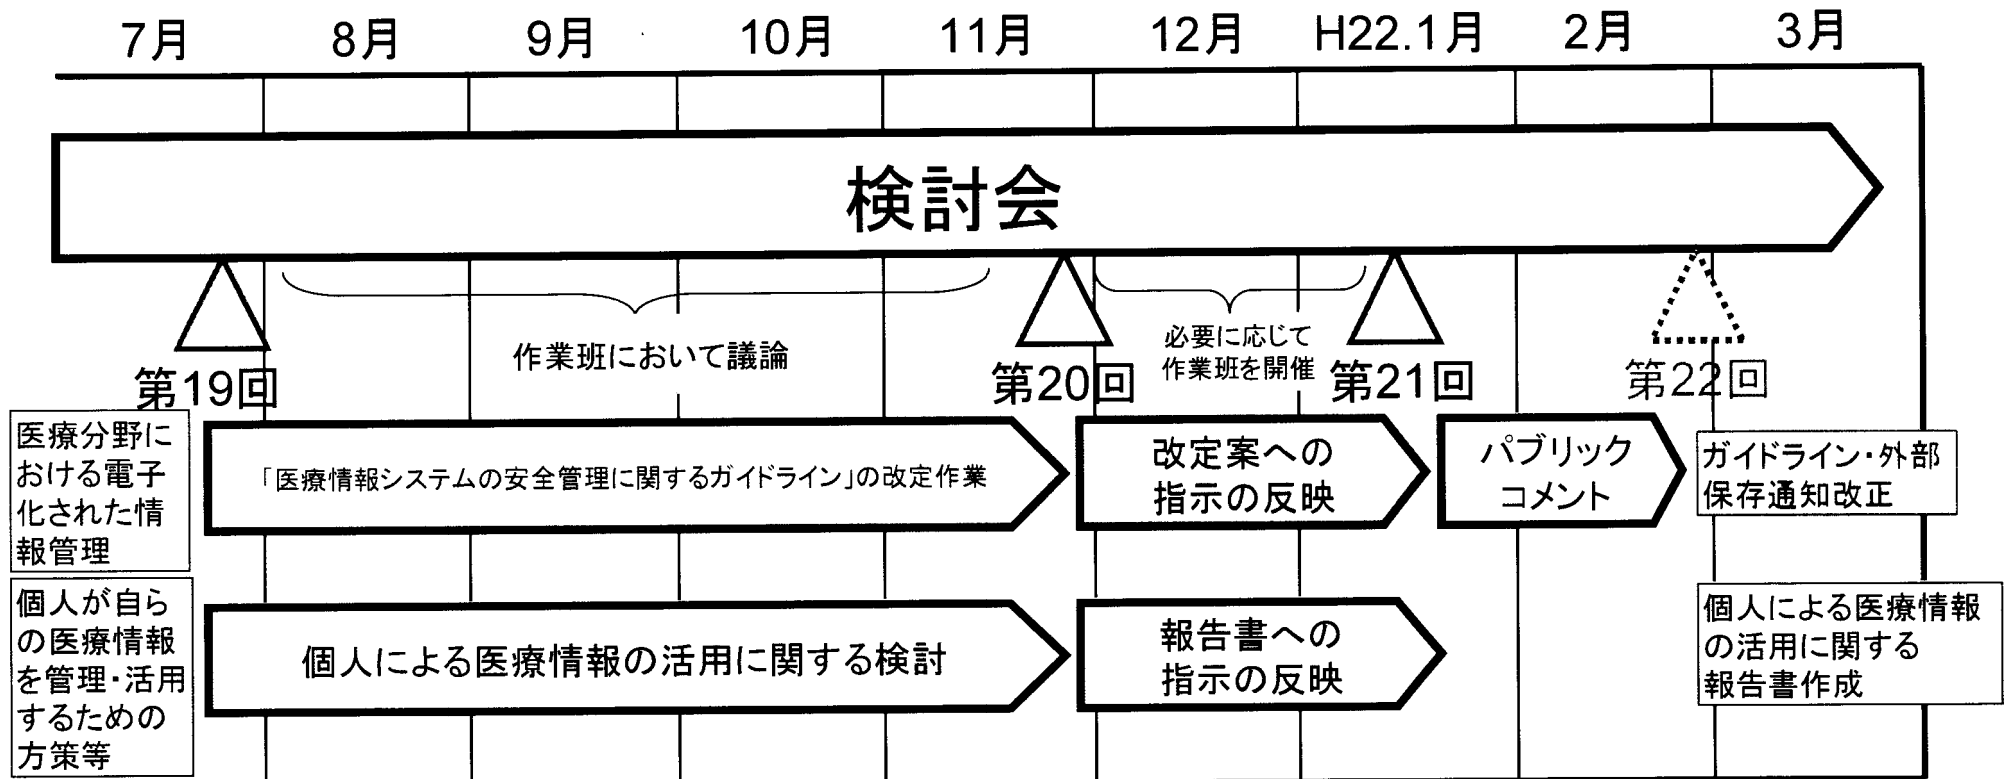 7月 8月 9月 10月 11月 12月 H22.1月 2月 3月
検討会
作業班において議論
必要に応じて
作業班を開催
第19回 第20回 第21回 第22回
医療分野に
おける電子
化された情
報管理
「医療情報システムの安全管理に関するガイドライン」の改定作業
改定案への
指示の反映
パブリック
コメント
ガイドライン・外部
保存通知改正
個人が自ら
の医療情報
を管理・活用
するための
方策等
個人による医療情報の活用に関する検討
報告書への
指示の反映
個人による医療情報
の活用に関する
報告書作成